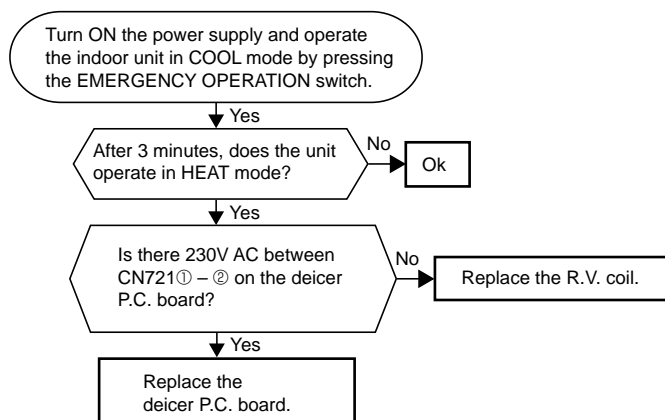 Turn ON the power supply and operate
the indoor unit in COOL mode by pressing
the EMERGENCY OPERATION switch.
Yes
After 3 minutes, does the unit
operate in HEAT mode?
No
Ok
Yes
Is there 230V AC between
CN721① – ② on the deicer
P.C. board?
No
Replace the R.V. coil.
Yes
Replace the
deicer P.C. board.